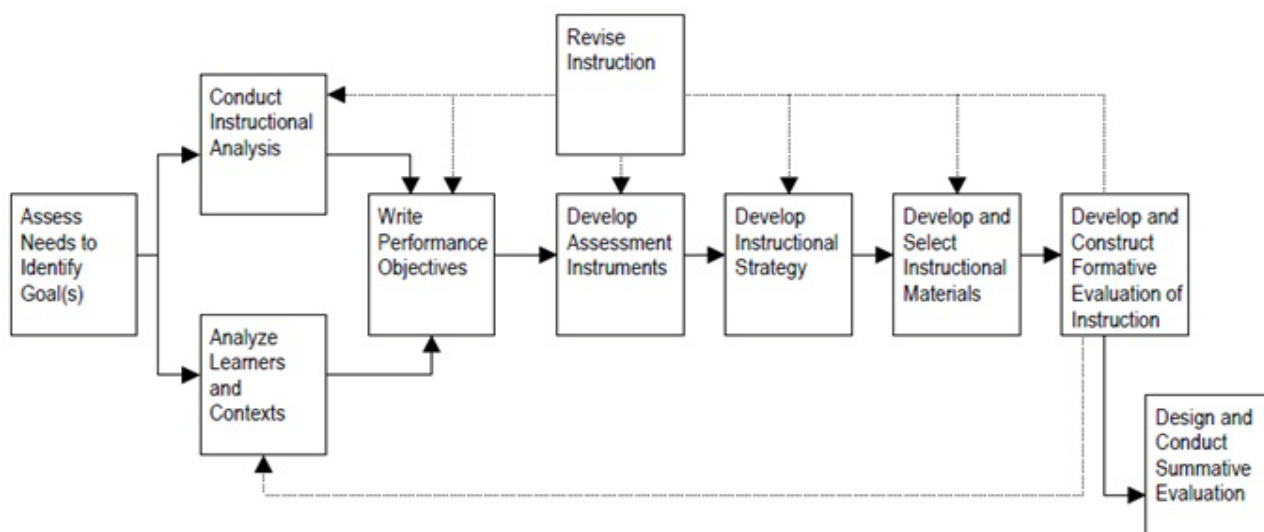 Revise
Instruction
Conduct
Instructional
Analysis
Assess
Needs to
Identify
Goal(s)
Write
Performance
Objectives
Develop
Assessment
Instruments
Develop
Instructional
Strategy
Develop and
Select
Instructional
Materials
Develop and
Construct
Formative
Evaluation of
Instruction
Analyze
Learners
and
Contexts
Design and
Conduct
Summative
Evaluation